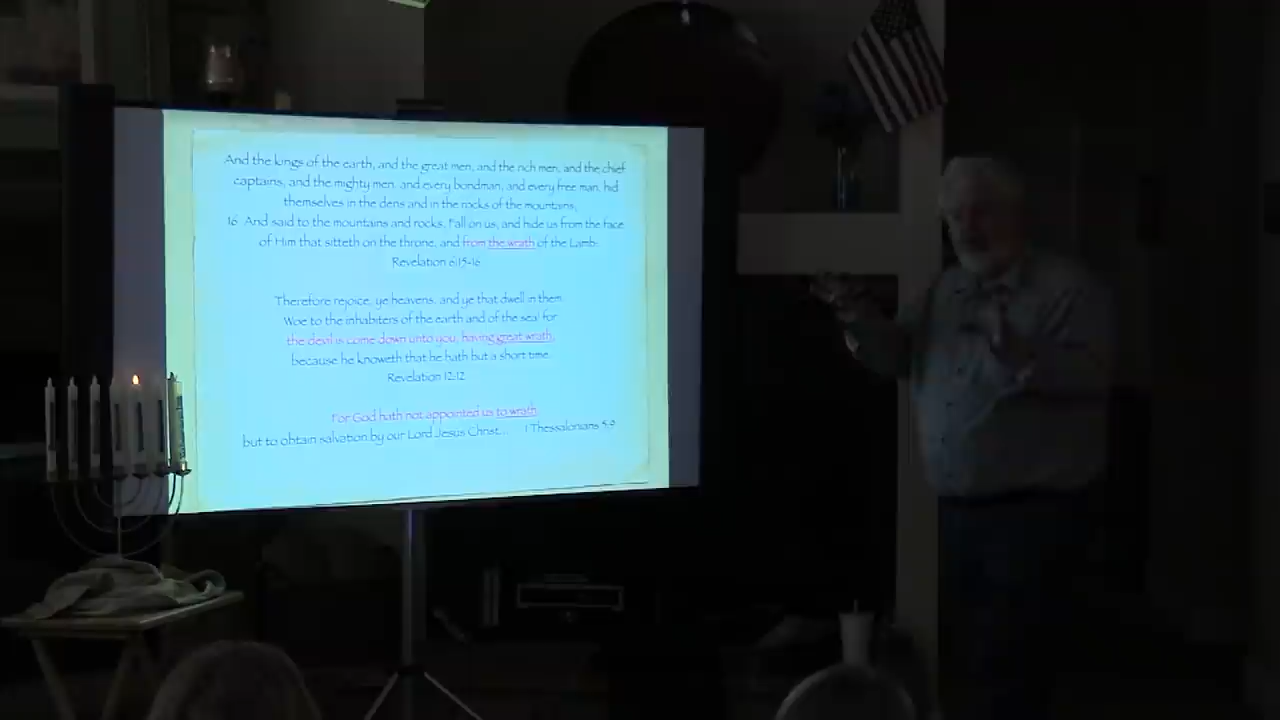 And the kings of the earth, and the great men, and the rich men, and the chief
captains, and the mighty men, and every bondman, and every free man, hid
themselves in the dens and in the rocks of the mountains;
16 And said to the mountains and rocks, Fall on us, and hide us from the face
of Him that sitteth on the throne, and from the wrath of the Lamb:
Revelation 6:15-16
Therefore rejoice, ye heavens, and ye that dwell in them.
Woe to the inhabiters of the earth and of the sea! for
the devil is come down unto you, having great wrath,
because he knoweth that he hath but a short time.
Revelation 12:12
For God hath not appointed us to wrath,
but to obtain salvation by our Lord Jesus Christ... 1 Thessalonians 5:9